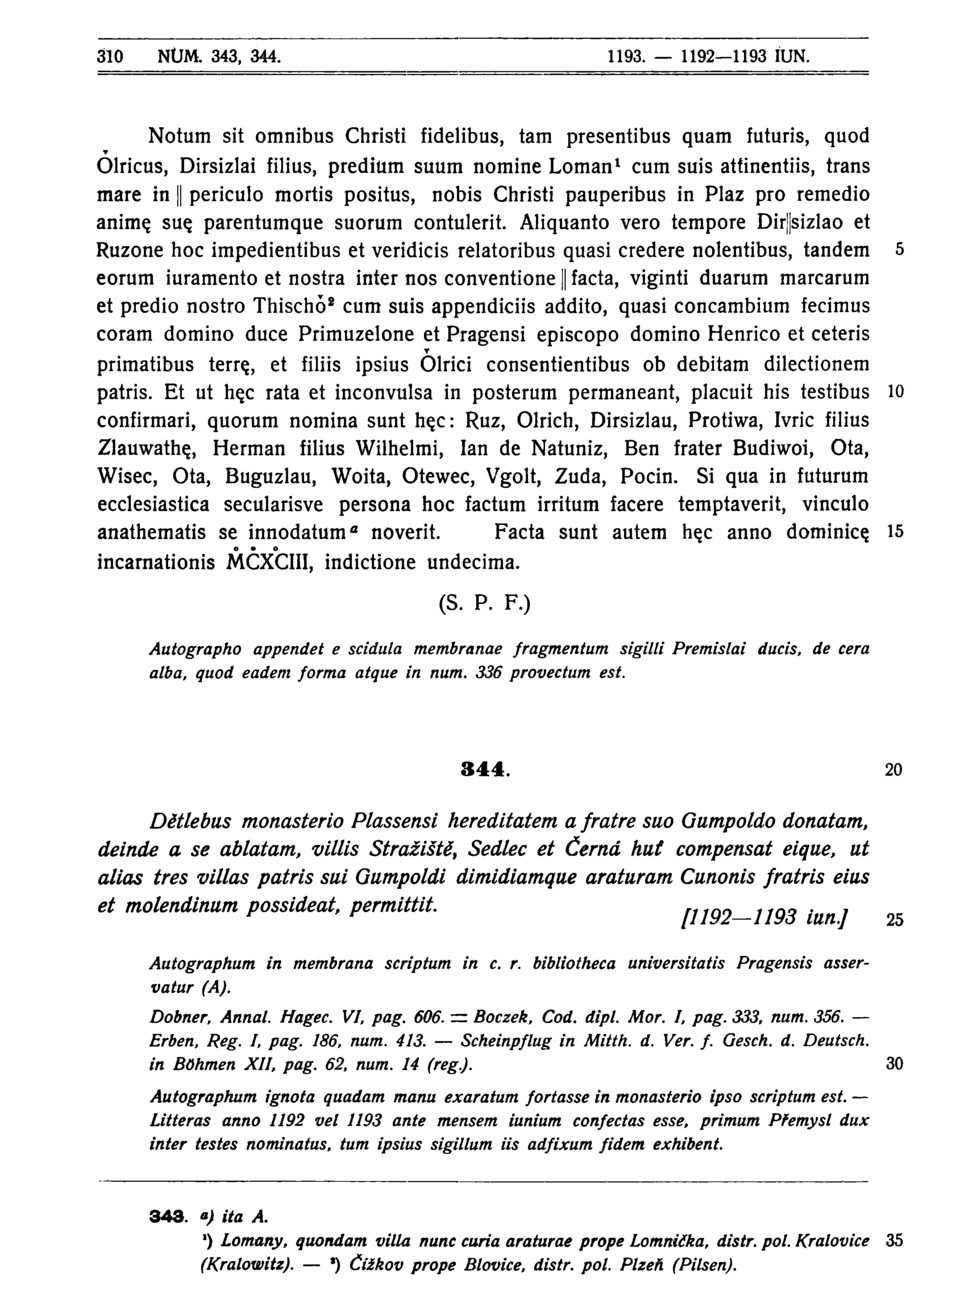 310 NUM. 343, 344. 1193. — 1192—1193 IUN.
Notum sit omnibus Christi fidelibus, tam presentibus quam futuris, quod
Oͮlricus, Dirsizlai filius, predium suum nomine Loman¹ cum suis attinentiis, trans
mare in || periculo mortis positus, nobis Christi pauperibus in Plaz pro remedio
animę suę parentumque suorum contulerit. Aliquanto vero tempore Dir||sizlao et
Ruzone hoc impedientibus et veridicis relatoribus quasi credere nolentibus, tandem 5
eorum iuramento et nostra inter nos conventione || facta, viginti duarum marcarum
et predio nostro Thischoͮ² cum suis appendiciis addito, quasi concambium fecimus
coram domino duce Primuzelone et Pragensi episcopo domino Henrico et ceteris
primatibus terrę, et filiis ipsius Oͮlrici consentientibus ob debitam dilectionem
patris. Et ut hęc rata et inconvulsa in posterum permaneant, placuit his testibus 10
confirmari, quorum nomina sunt hęc: Ruz, Olrich, Dirsizlau, Protiwa, Ivric filius
Zlauwathę, Herman filius Wilhelmi, Ian de Natuniz, Ben frater Budiwoi, Ota,
Wisec, Ota, Buguzlau, Woita, Otewec, Vgolt, Zuda, Pocin. Si qua in futurum
ecclesiastica secularisve persona hoc factum irritum facere temptaverit, vinculo
anathematis se innodatumᵃ noverit. Facta sunt autem hęc anno dominicę 15
incarnationis M̊ĊXC̊III, indictione undecima.
(S. P. F.)
Autographo appendet e scidula membranae fragmentum sigilli Premislai ducis, de cera
alba, quod eadem forma atque in num. 336 provectum est.
344. 20
Dětlebus monasterio Plassensi hereditatem a fratre suo Gumpoldo donatam,
deinde a se ablatam, villis Stražiště, Sedlec et Černá huť compensat eique, ut
alias tres villas patris sui Gumpoldi dimidiamque araturam Cunonis fratris eius
et molendinum possideat, permittit.
[1192—1193 iun.] 25
Autographum in membrana scriptum in c. r. bibliotheca universitatis Pragensis asser-
vatur (A).
Dobner, Annal. Hagec. VI, pag. 606. = Boczek, Cod. dipl. Mor. I, pag. 333, num. 356. —
Erben, Reg. I, pag. 186, num. 413. — Scheinpflug in Mitth. d. Ver. f. Gesch. d. Deutsch.
in Böhmen XII, pag. 62, num. 14 (reg.). 30
Autographum ignota quadam manu exaratum fortasse in monasterio ipso scriptum est. —
Litteras anno 1192 vel 1193 ante mensem iunium confectas esse, primum Přemysl dux
inter testes nominatus, tum ipsius sigillum iis adfixum fidem exhibent.
343. ᵃ) ita A.
¹) Lomany, quondam villa nunc curia araturae prope Lomnička, distr. pol. Kralovice 35
(Kralowitz). — ²) Čížkov prope Blovice, distr. pol. Plzeň (Pilsen).